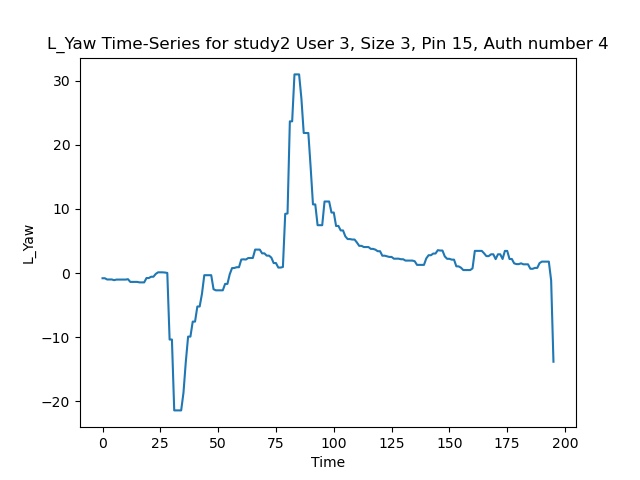 L_Yaw Time-Series for study2 User 3, Size 3, Pin 15, Auth number 4
30
20
10
0
−10
−20
L_Yaw
0 25 50 75 100 125 150 175 200
Time